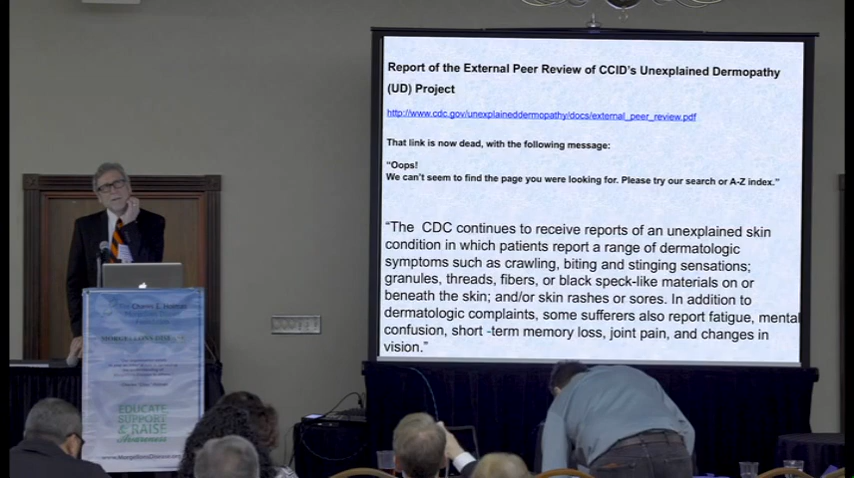 Report of the External Peer Review of CCID's Unexplained Dermopathy
(UD) Project
http://www.cdc.gov/unexplaineddermopathy/docs/external_peer_review.pdf
That link is now dead, with the following message:
"Oops!
We can't seem to find the page you were looking for. Please try our search or A-Z index."
"The CDC continues to receive reports of an unexplained skin
condition in which patients report a range of dermatologic
symptoms such as crawling, biting and stinging sensations;
granules, threads, fibers, or black speck-like materials on or
beneath the skin; and/or skin rashes or sores. In addition to
dermatologic complaints, some sufferers also report fatigue, mental
confusion, short -term memory loss, joint pain, and changes in
vision."
EDUCATE,
SUPPORT
& RAISE
Awareness